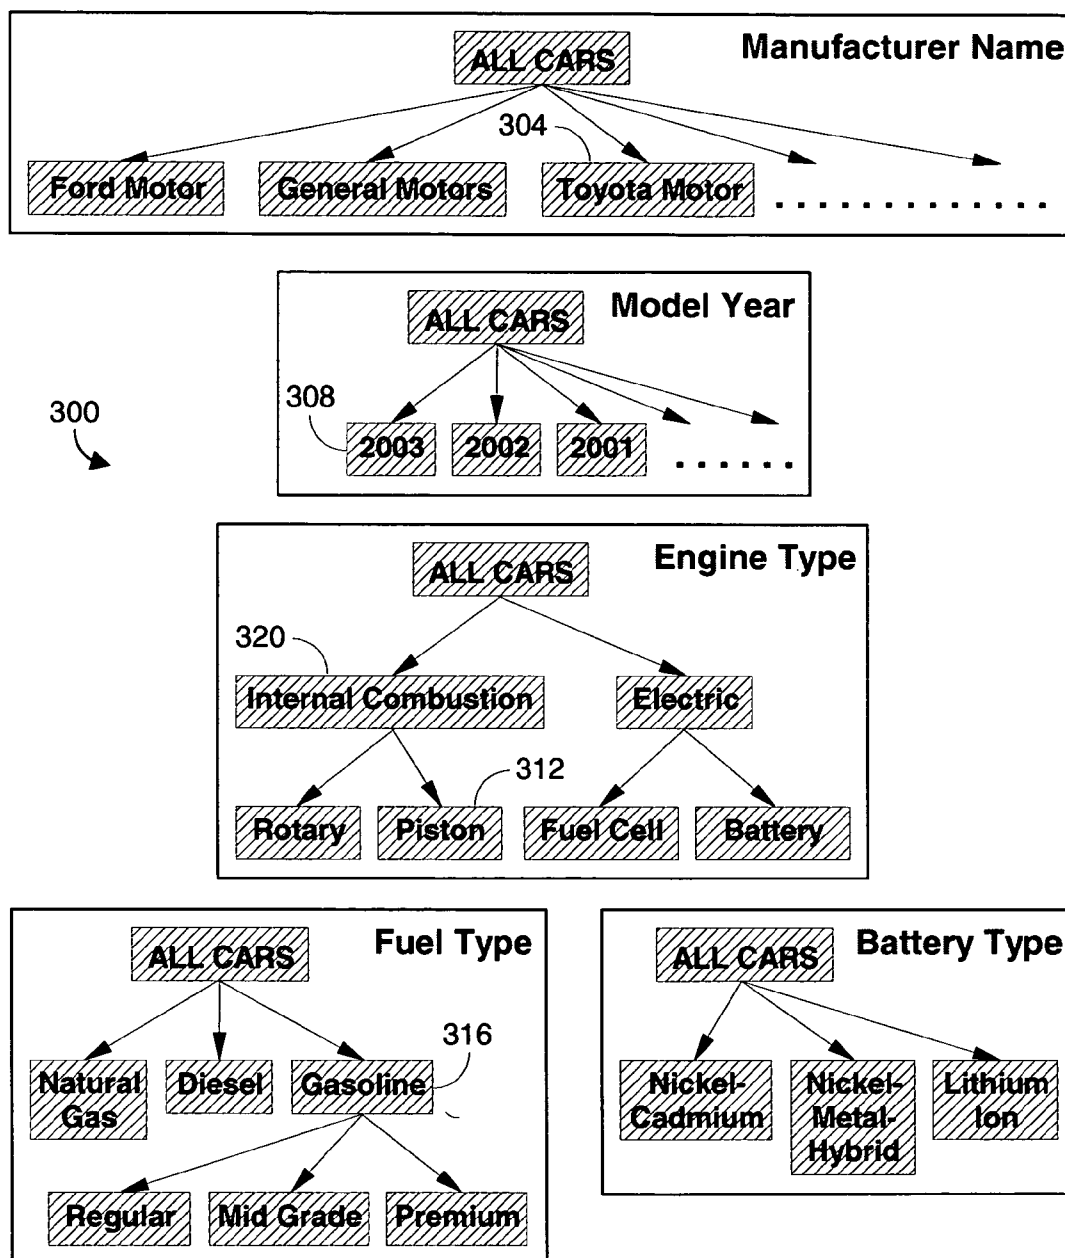 Manufacturer Name
ALL CARS
304
Ford Motor
General Motors
Toyota Motor
.............
Model Year
ALL CARS
308
300
2003
2002
2001
......
Engine Type
ALL CARS
320
Internal Combustion
Electric
312
Rotary
Piston
Fuel Cell
Battery
Fuel Type
ALL CARS
316
Natural
Gas
Diesel
Gasoline
Regular
Mid Grade
Premium
Battery Type
ALL CARS
Nickel-
Cadmium
Nickel-
Metal-
Hybrid
Lithium
Ion